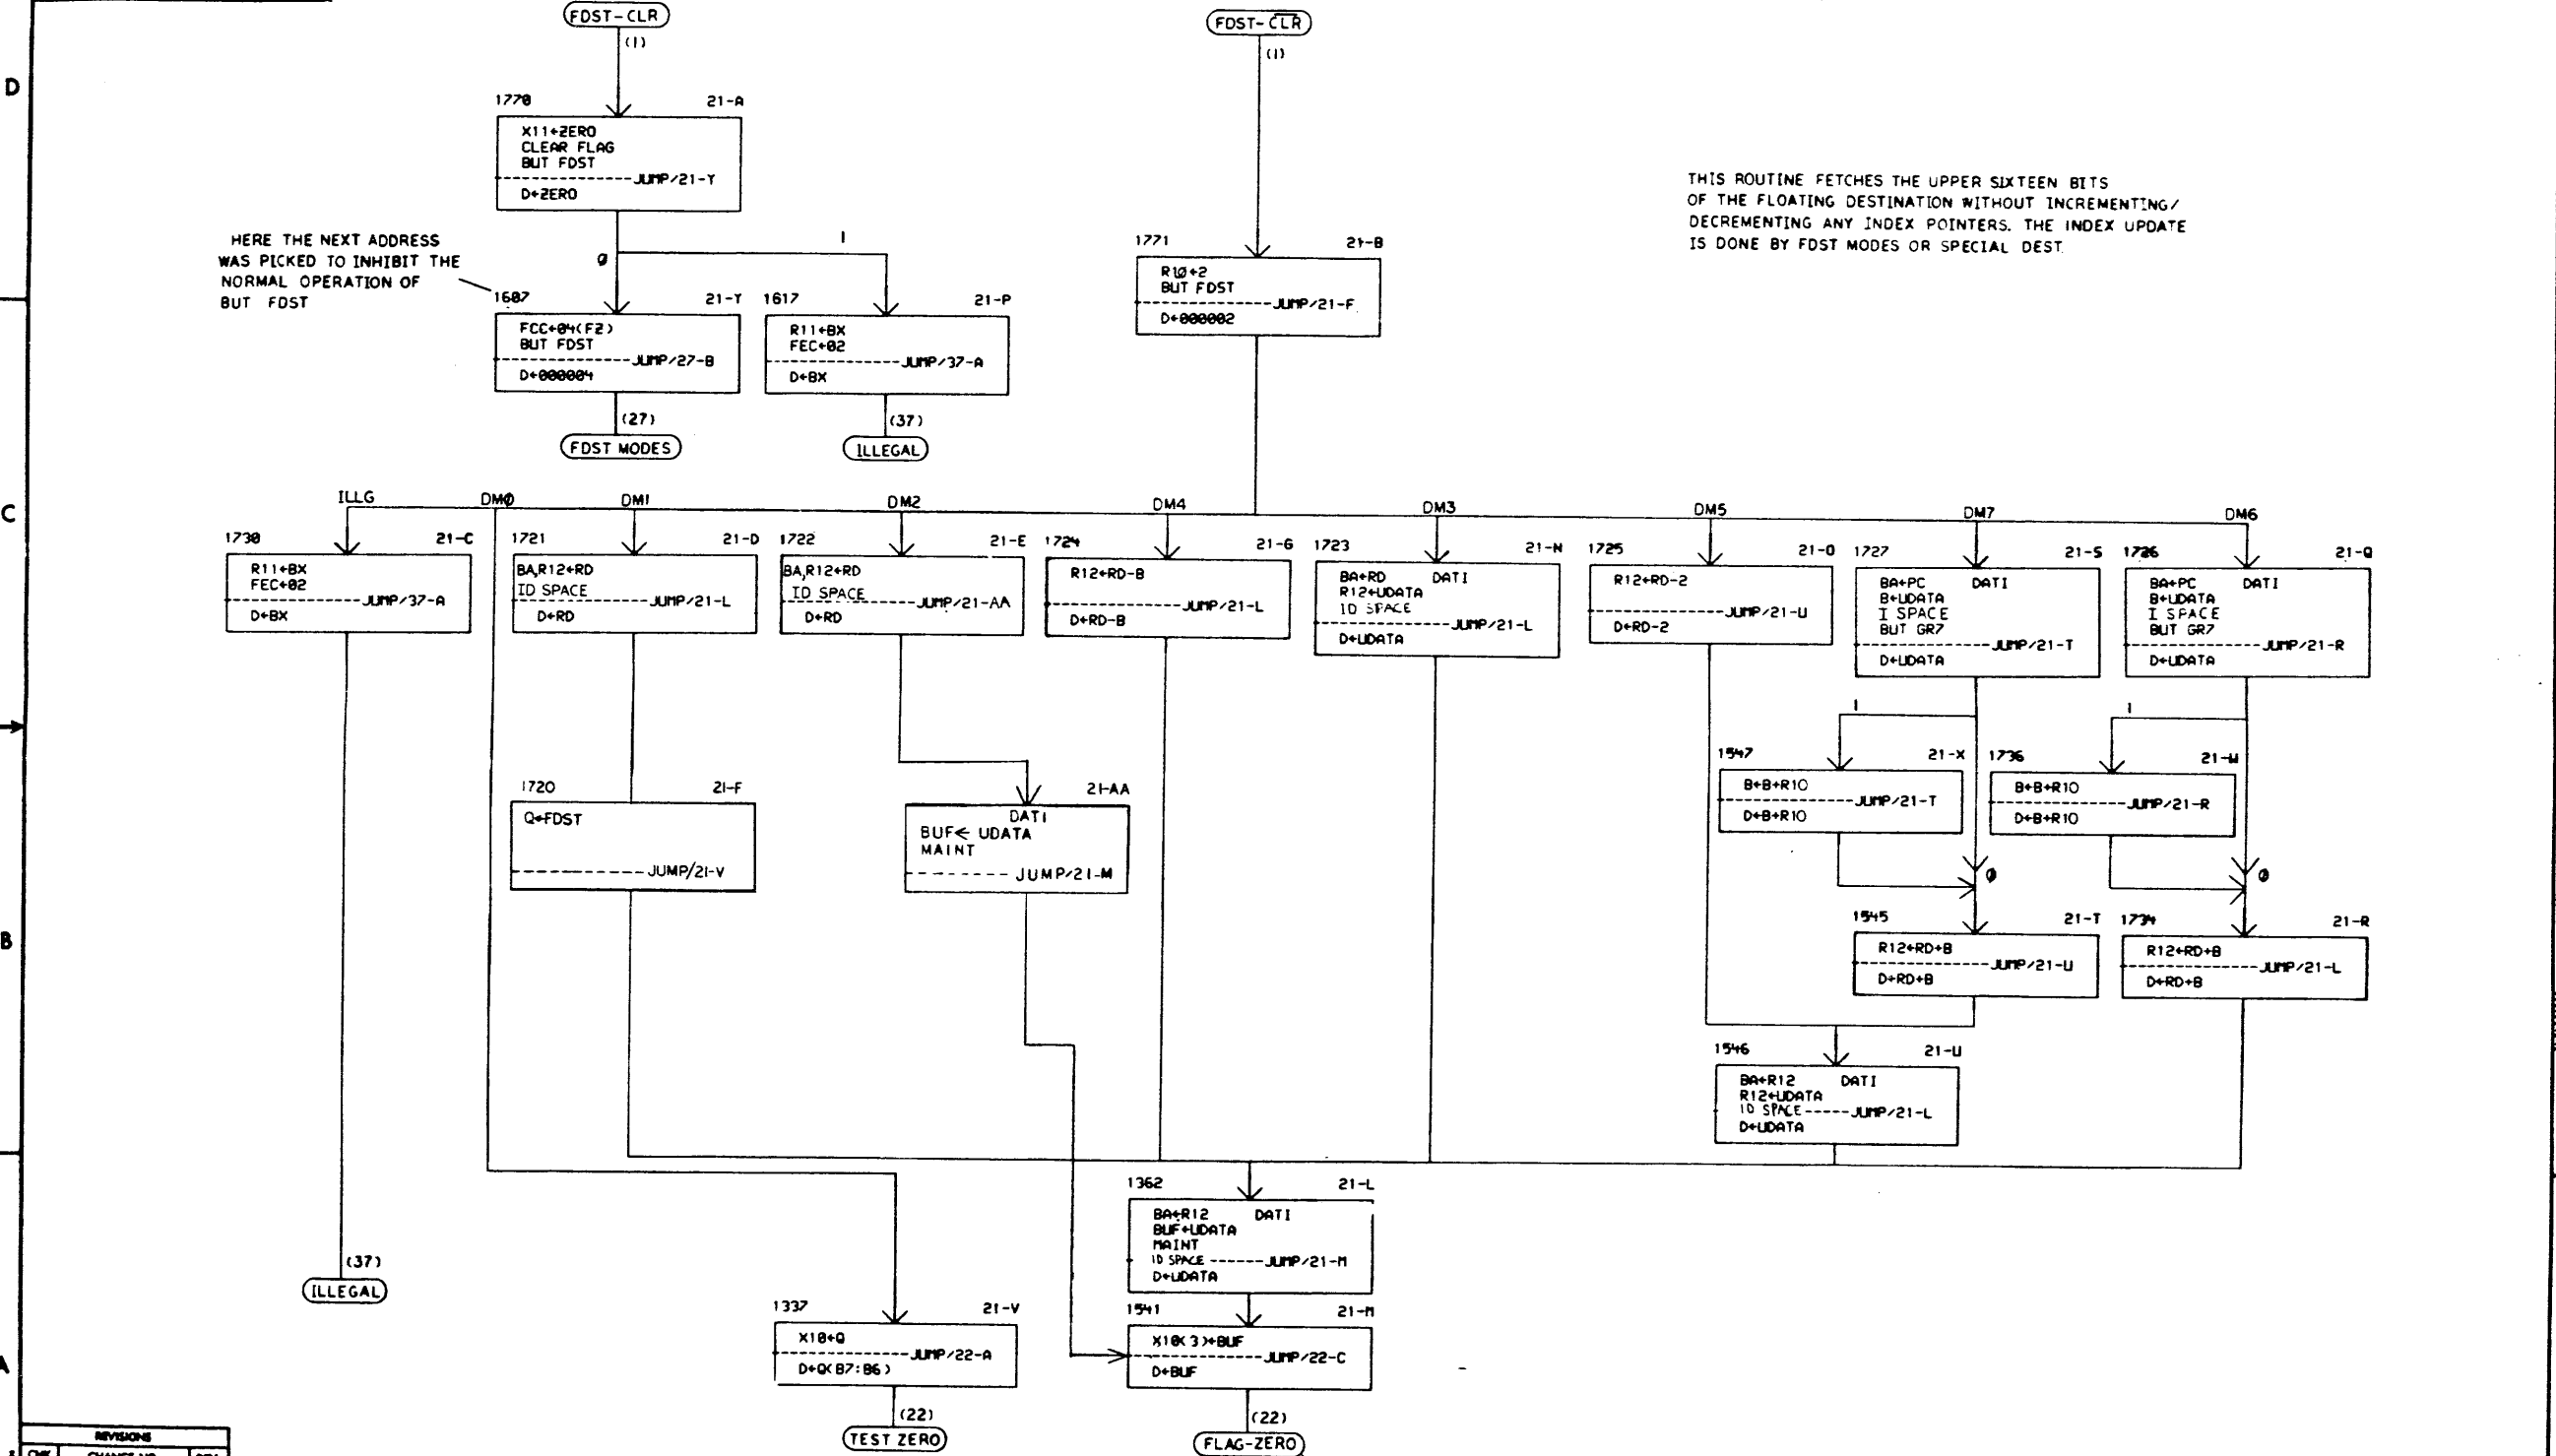 FDST-CLR
(1)
FDST-C̅L̅R̅
(1)
D
1770 21-A
X11←ZERO
CLEAR FLAG
BUT FDST
JUMP/21-Y
D←ZERO
THIS ROUTINE FETCHES THE UPPER SIXTEEN BITS
OF THE FLOATING DESTINATION WITHOUT INCREMENTING/
DECREMENTING ANY INDEX POINTERS. THE INDEX UPDATE
IS DONE BY FDST MODES OR SPECIAL DEST.
HERE THE NEXT ADDRESS
WAS PICKED TO INHIBIT THE
NORMAL OPERATION OF
BUT FDST
0
1
1607 21-Y
FCC←04(F2)
BUT FDST
JUMP/27-B
D←000004
(27)
FDST MODES
1617 21-P
R11←BX
FEC←02
JUMP/37-A
D←BX
(37)
ILLEGAL
1771 21-B
R10←2
BUT FDST
JUMP/21-F
D←000002
C
ILLG DM0 DM1 DM2 DM4 DM3 DM5 DM7 DM6
1730 21-C
R11←BX
FEC←02
JUMP/37-A
D←BX
1721 21-D
BA,R12←RD
ID SPACE
JUMP/21-L
D←RD
1722 21-E
BA,R12←RD
ID SPACE
JUMP/21-AA
D←RD
1724 21-G
R12←RD-B
JUMP/21-L
D←RD-B
1723 21-N
BA←RD DATI
R12←UDATA
ID SPACE
JUMP/21-L
D←UDATA
1725 21-O
R12←RD-2
JUMP/21-U
D←RD-2
1727 21-S
BA←PC DATI
B←UDATA
I SPACE
BUT GR7
JUMP/21-T
D←UDATA
1726 21-Q
BA←PC DATI
B←UDATA
I SPACE
BUT GR7
JUMP/21-R
D←UDATA
1
1
1720 21-F
Q←FDST
JUMP/21-V
21-AA
DATI
BUF← UDATA
MAINT
JUMP/21-M
1547 21-X
B←B+R10
JUMP/21-T
D←B+R10
1736 21-W
B←B+R10
JUMP/21-R
D←B+R10
0
0
B
1545 21-T
R12←RD+B
JUMP/21-U
D←RD+B
1734 21-R
R12←RD+B
JUMP/21-L
D←RD+B
1546 21-U
BA←R12 DATI
R12←UDATA
ID SPACE JUMP/21-L
D←UDATA
1362 21-L
BA←R12 DATI
BUF←UDATA
MAINT
ID SPACE JUMP/21-M
D←UDATA
(37)
ILLEGAL
1337 21-V
X10←Q
JUMP/22-A
D←Q(B7:B6)
(22)
TEST ZERO
1541 21-M
X10(3)←BUF
JUMP/22-C
D←BUF
(22)
FLAG-ZERO
A
REVISIONS
CHK CHANGE NO REV